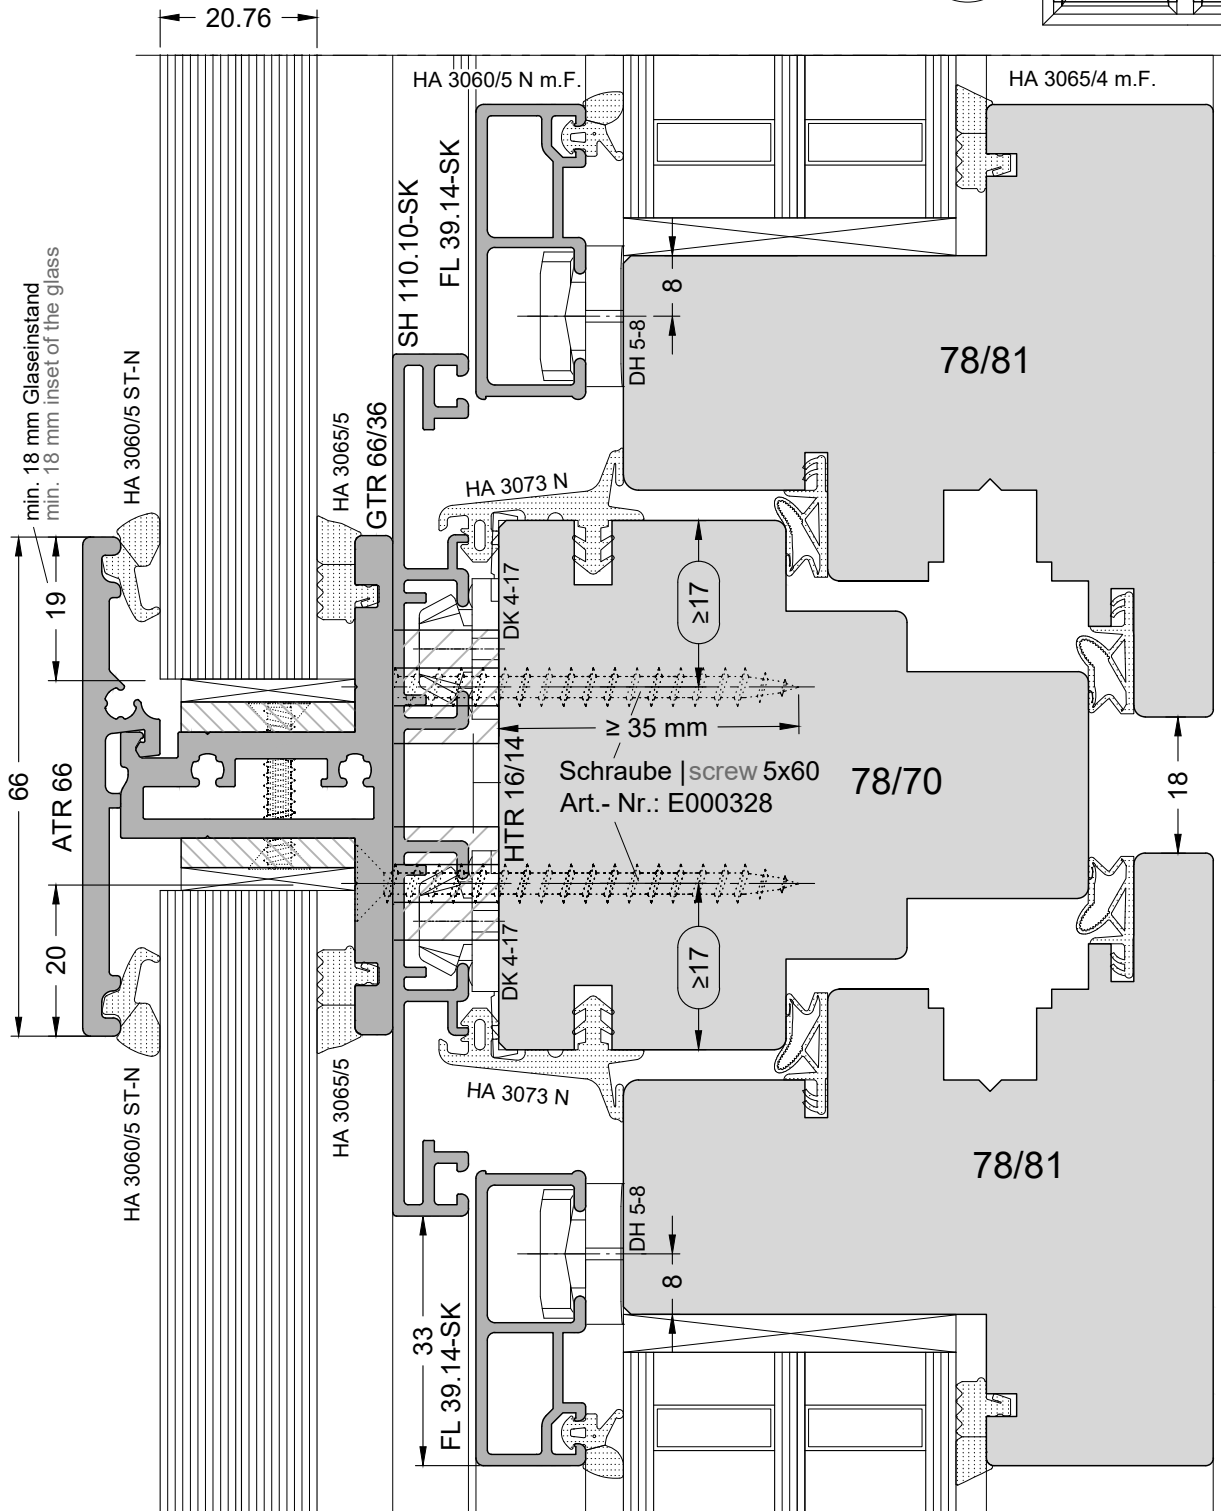 20.76
HA 3060/5 N m.F.
HA 3065/4 m.F.
FL 39.14-SK
SH 110.10-SK
8
DH 5-8
78/81
min. 18 mm Glaseinstand
min. 18 mm inset of the glass
HA 3060/5 ST-N
HA 3065/5
GTR 66/36
HA 3073 N
19
DK 4-17
≥17
≥ 35 mm
Schraube | screw 5x60
Art.- Nr.: E000328
78/70
18
66
ATR 66
HTR 16/14
20
DK 4-17
≥17
HA 3060/5 ST-N
HA 3065/5
HA 3073 N
78/81
DH 5-8
8
33
FL 39.14-SK